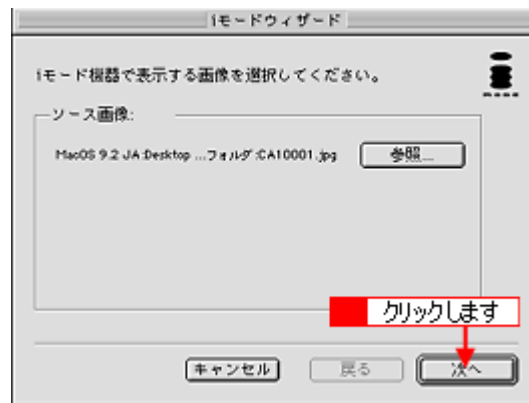 iモードウィザード
iモード機器で表示する画像を選択してください。
ソース画像:
MacOS 9.2 JA:Desktop ...フォルダ:CA10001.jpg 参照...
クリックします
キャンセル 戻る 次へ